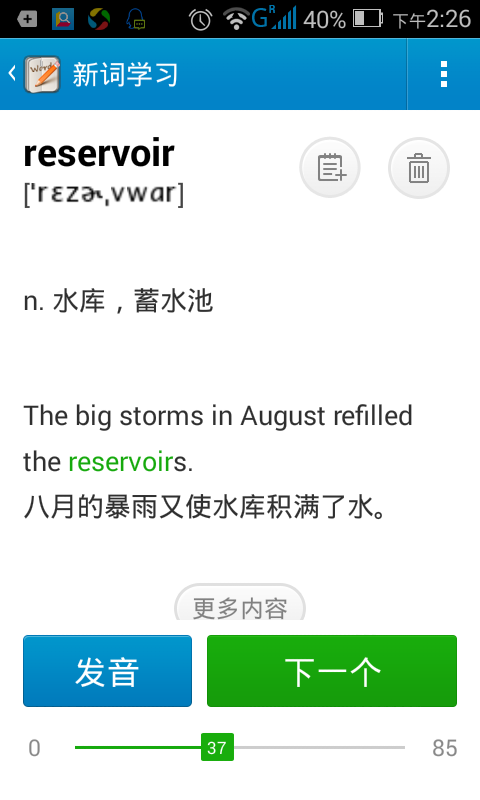 G R 40% 下午2:26
Words 新词学习
reservoir
['rɛzɚˌvwɑr]
n. 水库，蓄水池
The big storms in August refilled
the reservoirs.
八月的暴雨又使水库积满了水。
更多内容
发音 下一个
0 37 85